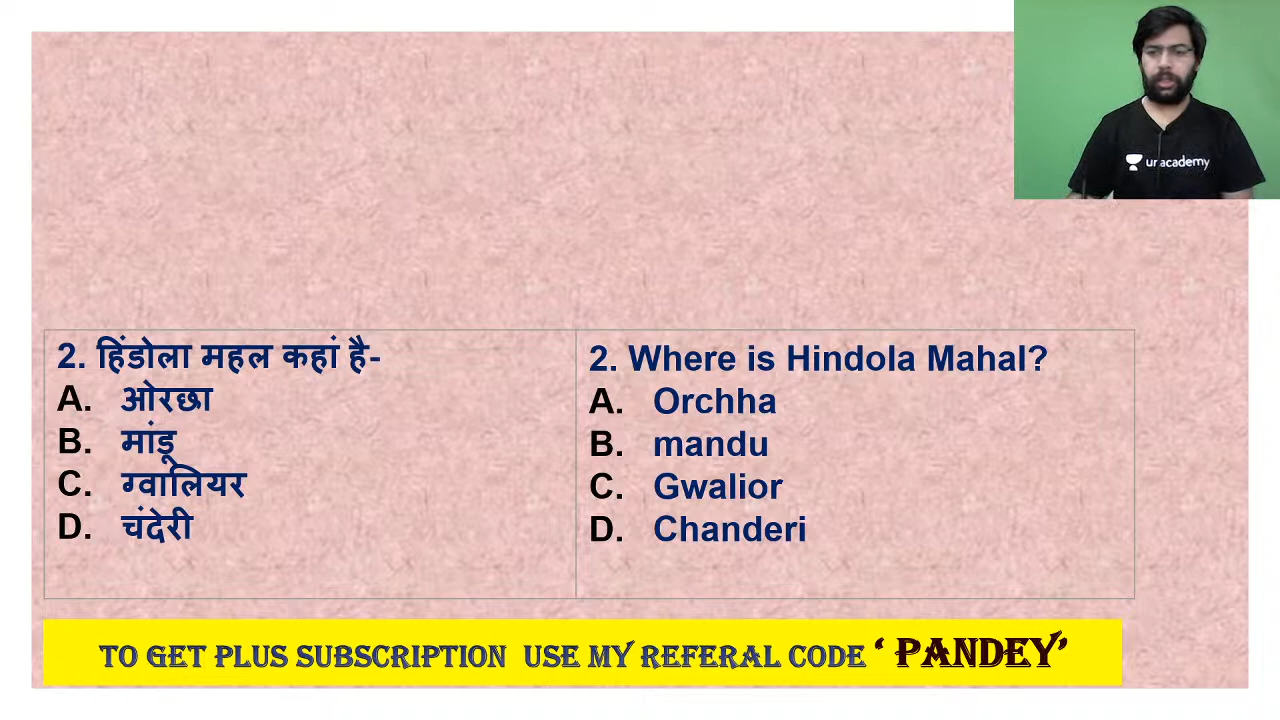 unacademy
2. हिंडोला महल कहां है-
A. ओरछा
B. मांडू
C. ग्वालियर
D. चंदेरी
2. Where is Hindola Mahal?
A. Orchha
B. mandu
C. Gwalior
D. Chanderi
TO GET PLUS SUBSCRIPTION USE MY REFERAL CODE ‘ PANDEY’